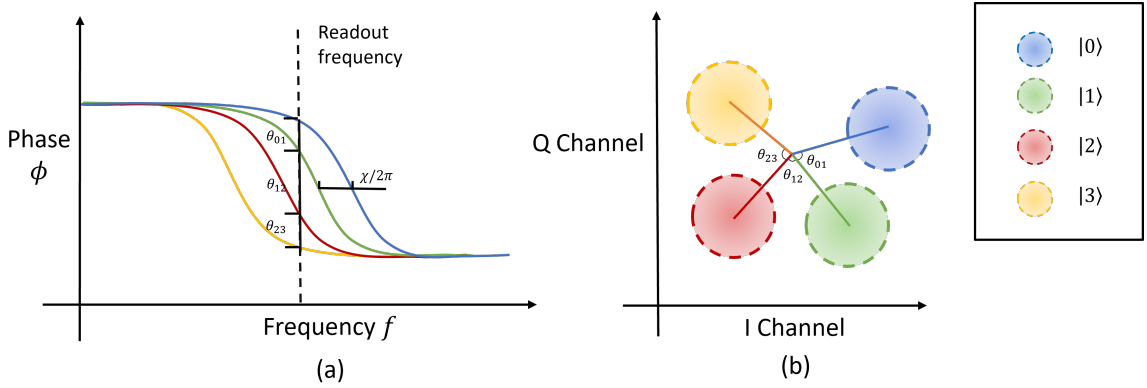 Readout
frequency
Phase
ϕ
θ01
θ12
θ23
χ/2π
Frequency f
(a)
Q Channel
θ23
θ01
θ12
I Channel
(b)
|0⟩
|1⟩
|2⟩
|3⟩